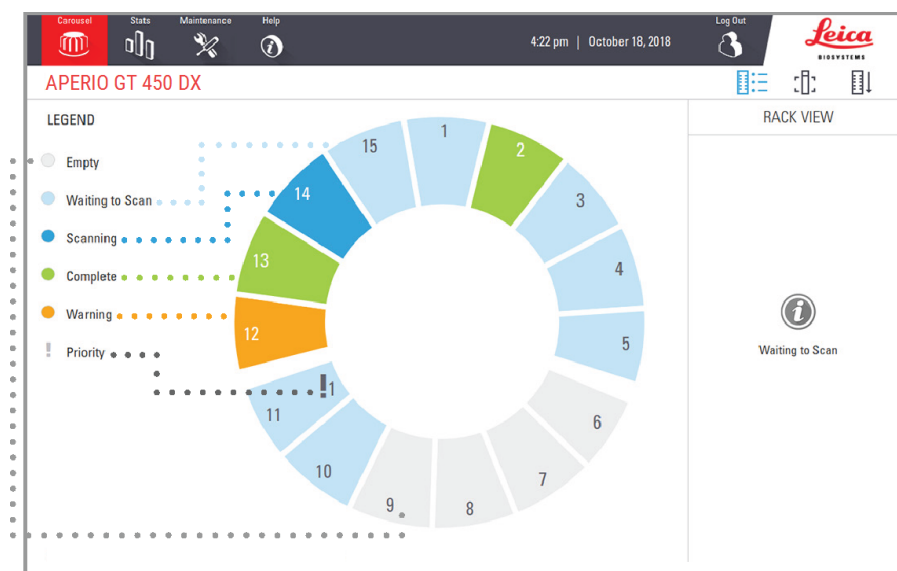 Carousel Stats Maintenance Help Log Out
4:22 pm | October 18, 2018
Leica
BIOSYSTEMS
APERIO GT 450 DX
LEGEND
Empty
Waiting to Scan
Scanning
Complete
Warning
! Priority
1
2
3
4
5
6
7
8
9
10
11
!1
12
13
14
15
RACK VIEW
i
Waiting to Scan